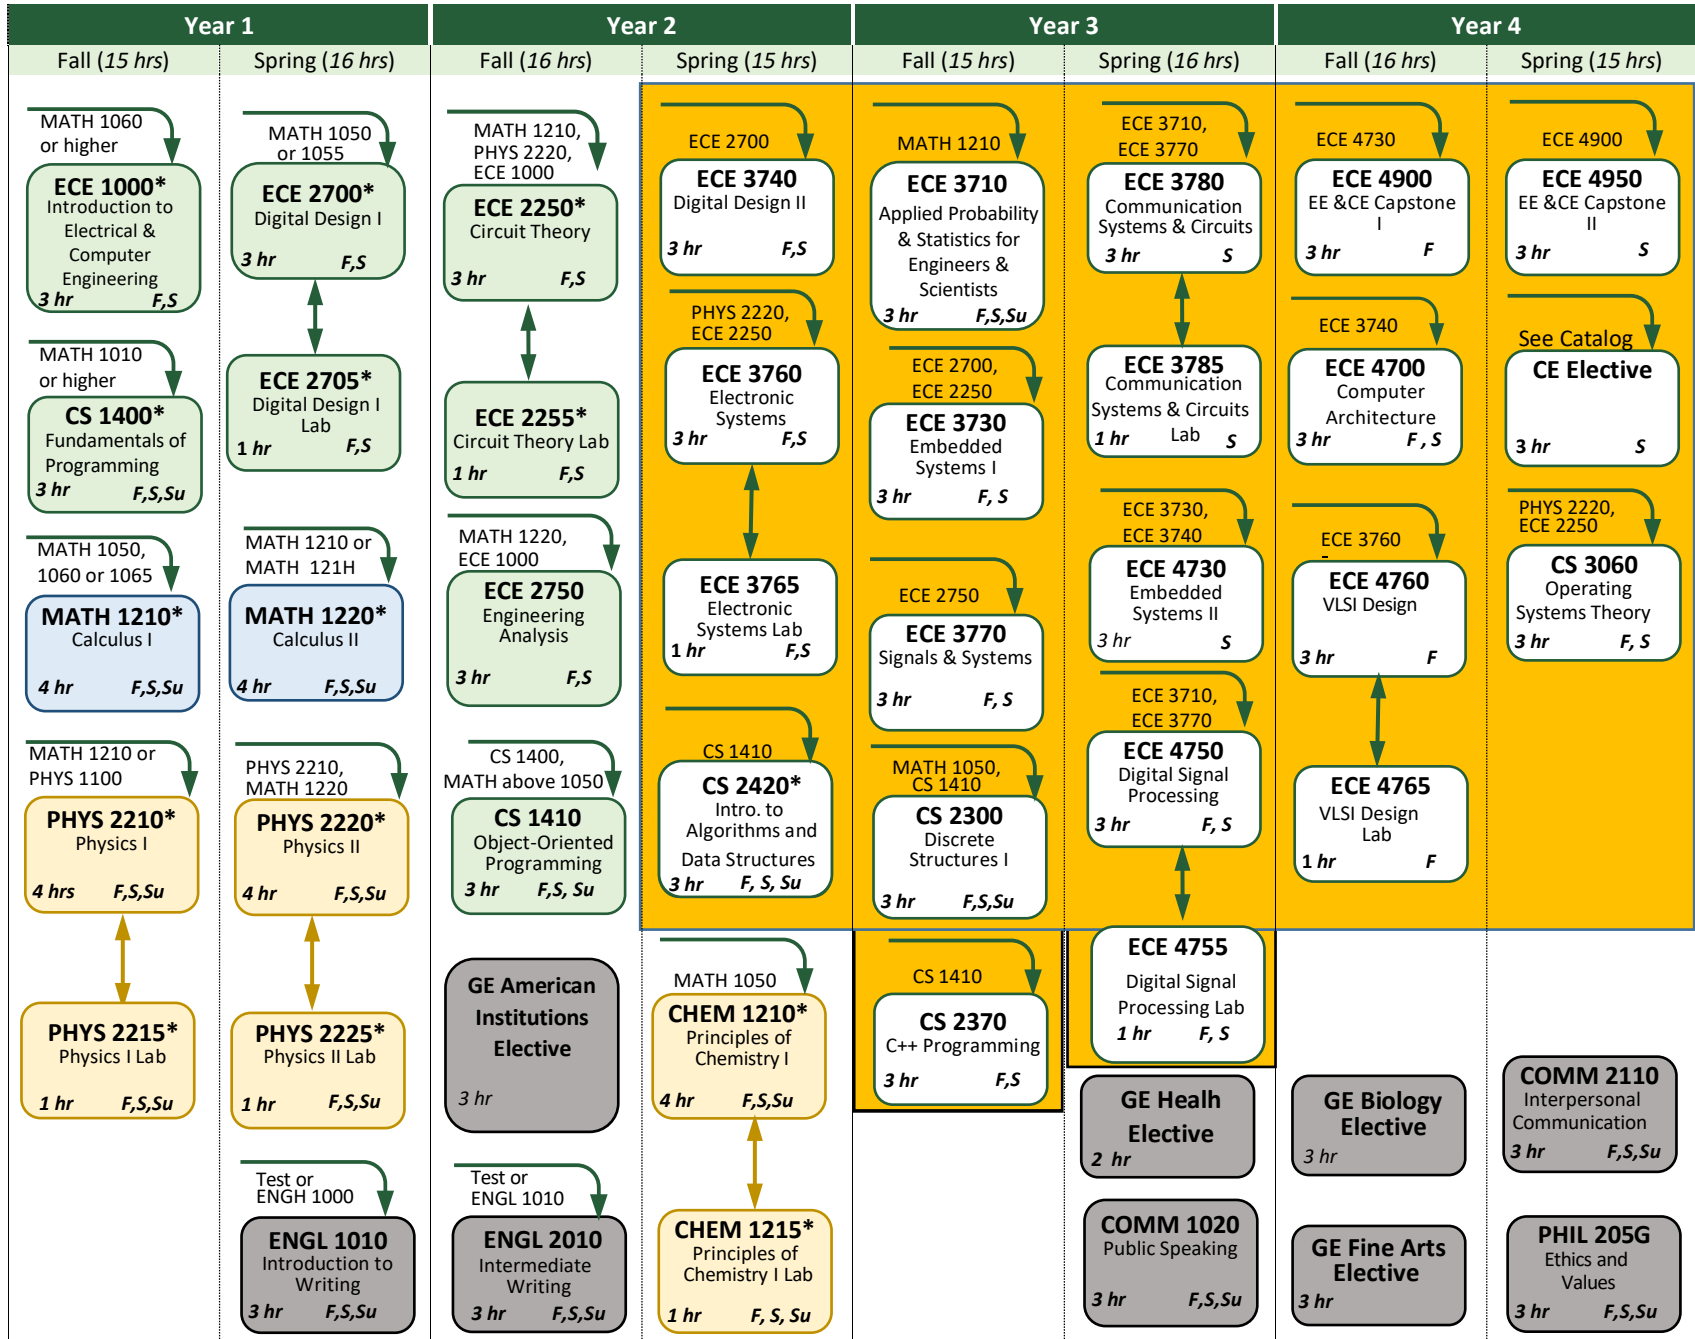 Year 1
Year 2
Year 3
Year 4
Fall (15 hrs)
Spring (16 hrs)
Fall (16 hrs)
Spring (15 hrs)
Fall (15 hrs)
Spring (16 hrs)
Fall (16 hrs)
Spring (15 hrs)
MATH 1060
or higher
ECE 1000*
Introduction to
Electrical &
Computer
Engineering
3 hr F,S
MATH 1010
or higher
CS 1400*
Fundamentals of
Programming
3 hr F,S,Su
MATH 1050,
1060 or 1065
MATH 1210*
Calculus I
4 hr F,S,Su
MATH 1210 or
PHYS 1100
PHYS 2210*
Physics I
4 hrs F,S,Su
PHYS 2215*
Physics I Lab
1 hr F,S,Su
MATH 1050
or 1055
ECE 2700*
Digital Design I
3 hr F,S
ECE 2705*
Digital Design I
Lab
1 hr F,S
MATH 1210 or
MATH 121H
MATH 1220*
Calculus II
4 hr F,S,Su
PHYS 2210,
MATH 1220
PHYS 2220*
Physics II
4 hr F,S,Su
PHYS 2225*
Physics II Lab
1 hr F,S,Su
Test or
ENGH 1000
ENGL 1010
Introduction to
Writing
3 hr F,S,Su
MATH 1210,
PHYS 2220,
ECE 1000
ECE 2250*
Circuit Theory
3 hr F,S
ECE 2255*
Circuit Theory Lab
1 hr F,S
MATH 1220,
ECE 1000
ECE 2750
Engineering
Analysis
3 hr F,S
CS 1400,
MATH above 1050
CS 1410
Object-Oriented
Programming
3 hr F,S, Su
GE American
Institutions
Elective
3 hr
Test or
ENGL 1010
ENGL 2010
Intermediate
Writing
3 hr F,S,Su
ECE 2700
ECE 3740
Digital Design II
3 hr F,S
PHYS 2220,
ECE 2250
ECE 3760
Electronic
Systems
3 hr F,S
ECE 3765
Electronic
Systems Lab
1 hr F,S
CS 1410
CS 2420*
Intro. to
Algorithms and
Data Structures
3 hr F, S, Su
MATH 1050
CHEM 1210*
Principles of
Chemistry I
4 hr F,S,Su
CHEM 1215*
Principles of
Chemistry I Lab
1 hr F, S, Su
MATH 1210
ECE 3710
Applied Probability
& Statistics for
Engineers &
Scientists
3 hr F,S,Su
ECE 2700,
ECE 2250
ECE 3730
Embedded
Systems I
3 hr F, S
ECE 2750
ECE 3770
Signals & Systems
3 hr F, S
MATH 1050,
CS 1410
CS 2300
Discrete
Structures I
3 hr F,S,Su
CS 1410
CS 2370
C++ Programming
3 hr F,S
ECE 3710,
ECE 3770
ECE 3780
Communication
Systems & Circuits
3 hr S
ECE 3785
Communication
Systems & Circuits
Lab
1 hr S
ECE 3730,
ECE 3740
ECE 4730
Embedded
Systems II
3 hr S
ECE 3710,
ECE 3770
ECE 4750
Digital Signal
Processing
3 hr F, S
ECE 4755
Digital Signal
Processing Lab
1 hr F, S
GE Healh
Elective
2 hr
COMM 1020
Public Speaking
3 hr F,S,Su
ECE 4730
ECE 4900
EE &CE Capstone
I
3 hr F
ECE 3740
ECE 4700
Computer
Architecture
3 hr F , S
ECE 3760
ECE 4760
VLSI Design
3 hr F
ECE 4765
VLSI Design
Lab
1 hr F
GE Biology
Elective
3 hr
GE Fine Arts
Elective
3 hr
ECE 4900
ECE 4950
EE &CE Capstone
II
3 hr S
See Catalog
CE Elective
3 hr S
PHYS 2220,
ECE 2250
CS 3060
Operating
Systems Theory
3 hr F, S
COMM 2110
Interpersonal
Communication
3 hr F,S,Su
PHIL 205G
Ethics and
Values
3 hr F,S,Su